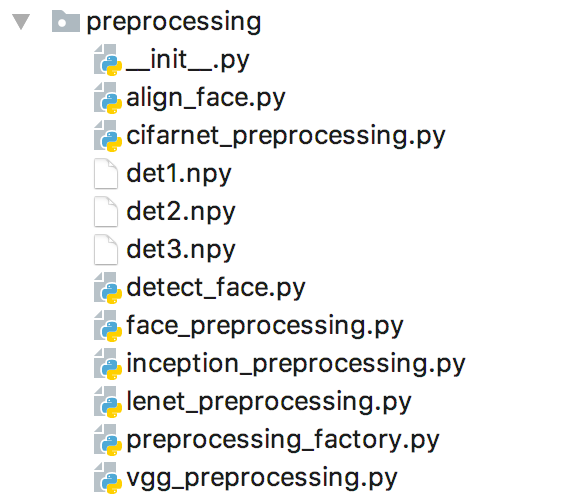 preprocessing
__init__.py
align_face.py
cifarnet_preprocessing.py
det1.npy
det2.npy
det3.npy
detect_face.py
face_preprocessing.py
inception_preprocessing.py
lenet_preprocessing.py
preprocessing_factory.py
vgg_preprocessing.py